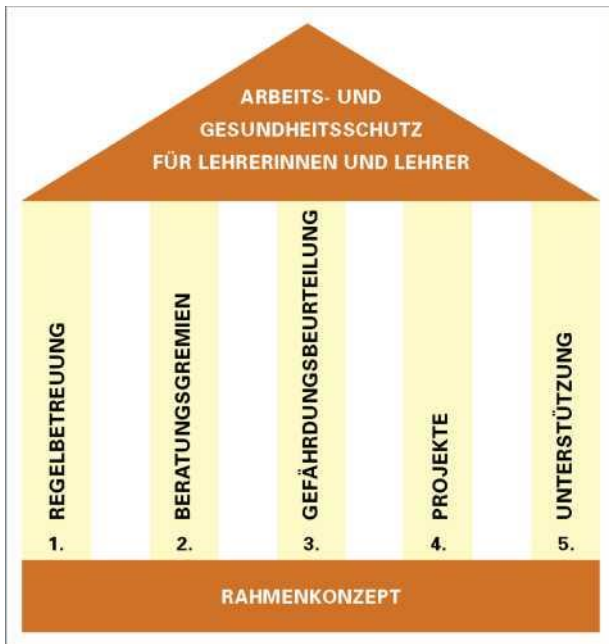 ARBEITS- UND
GESUNDHEITSSCHUTZ
FÜR LEHRERINNEN UND LEHRER
1. REGELBETREUUNG
2. BERATUNGSGREMIEN
3. GEFÄHRDUNGSBEURTEILUNG
4. PROJEKTE
5. UNTERSTÜTZUNG
RAHMENKONZEPT